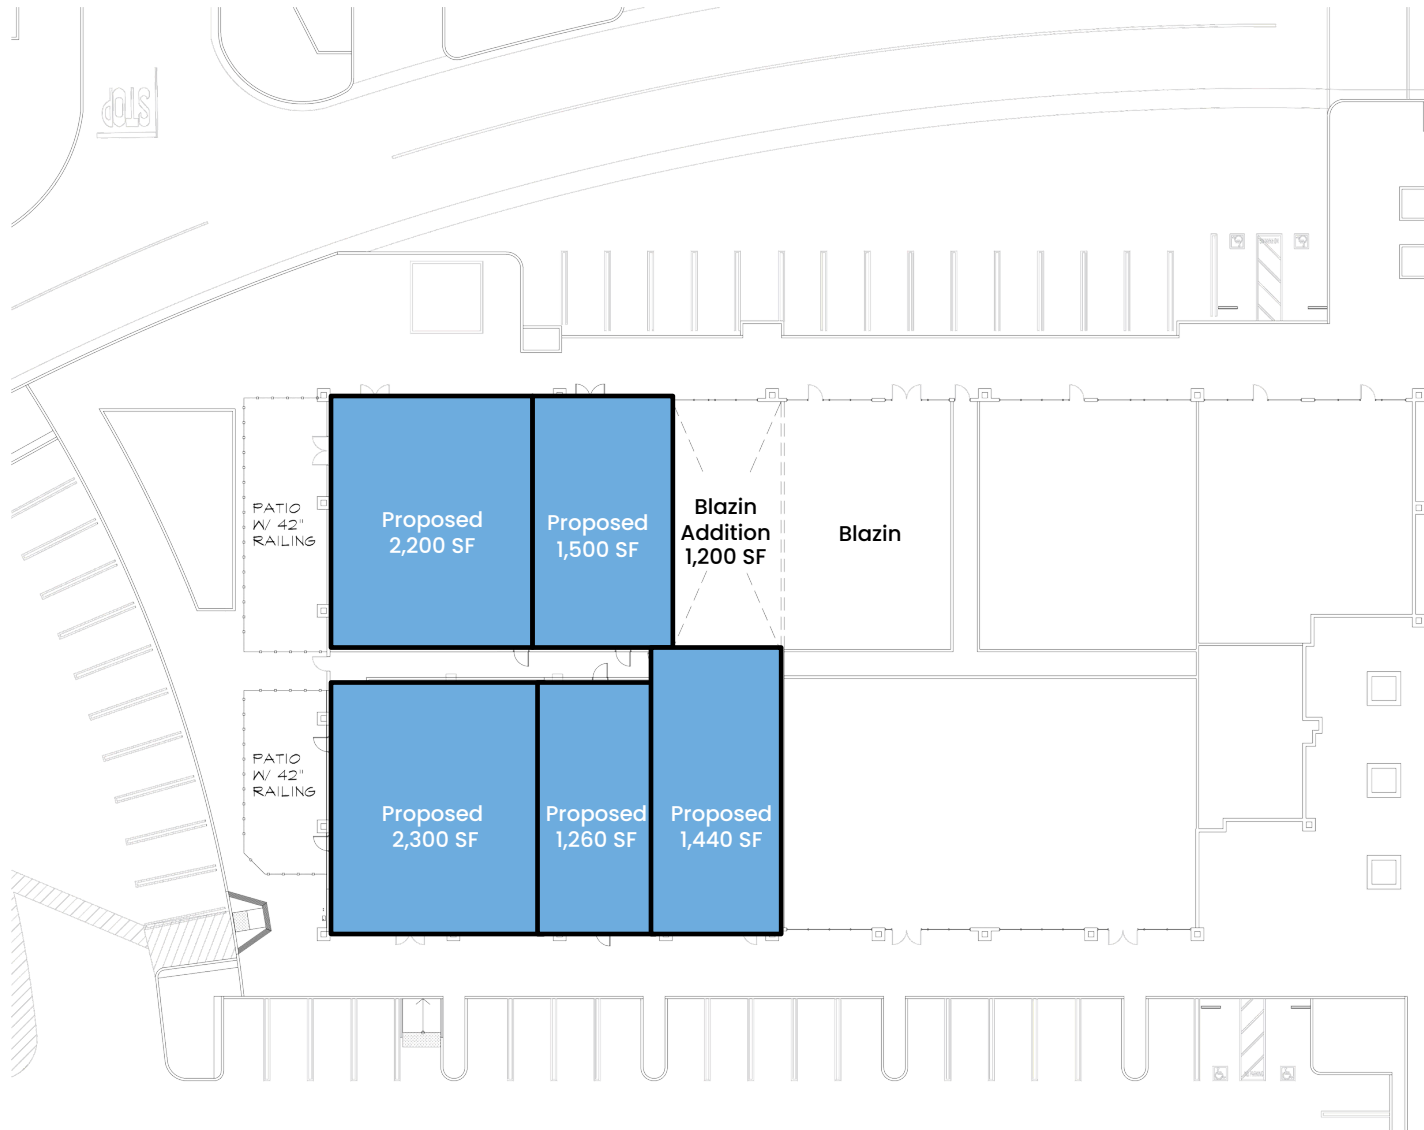 STOP
PATIO
W/ 42"
RAILING
Proposed
2,200 SF
Proposed
1,500 SF
Blazin
Addition
1,200 SF
Blazin
PATIO
W/ 42"
RAILING
Proposed
2,300 SF
Proposed
1,260 SF
Proposed
1,440 SF